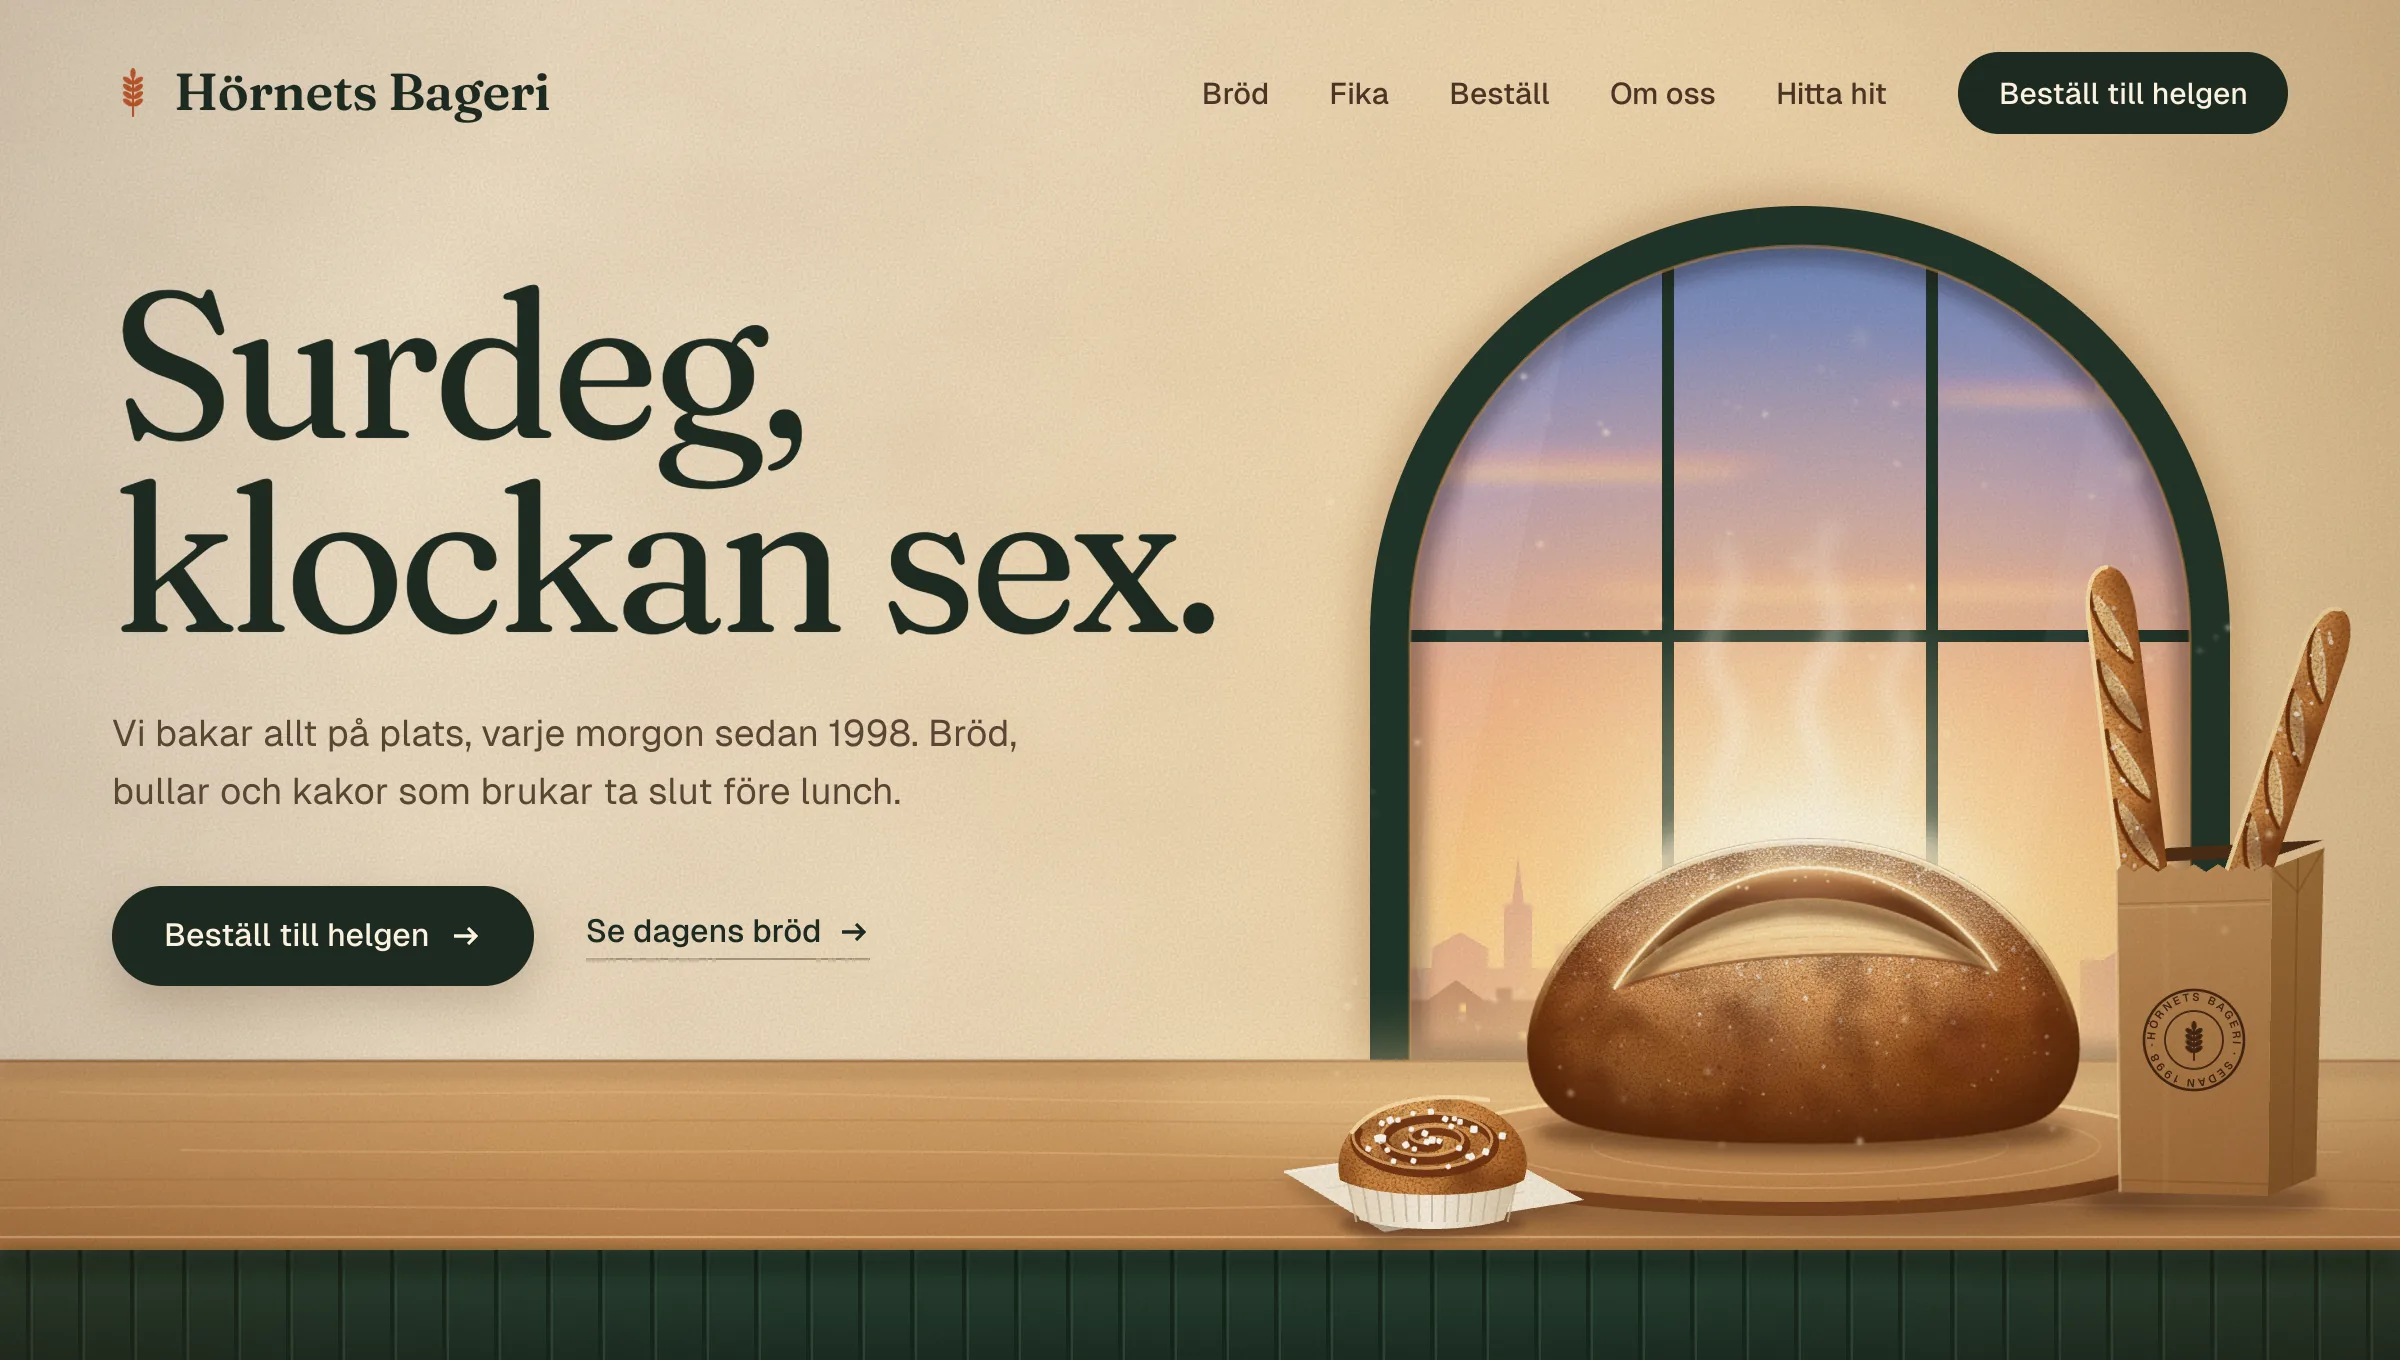 Hörnets Bageri
Bröd
Fika
Beställ
Om oss
Hitta hit
Beställ till helgen
Surdeg,
klockan sex.
Vi bakar allt på plats, varje morgon sedan 1998. Bröd,
bullar och kakor som brukar ta slut före lunch.
Beställ till helgen →
Se dagens bröd →
HÖRNETS BAGERI · SEDAN 1998 ·